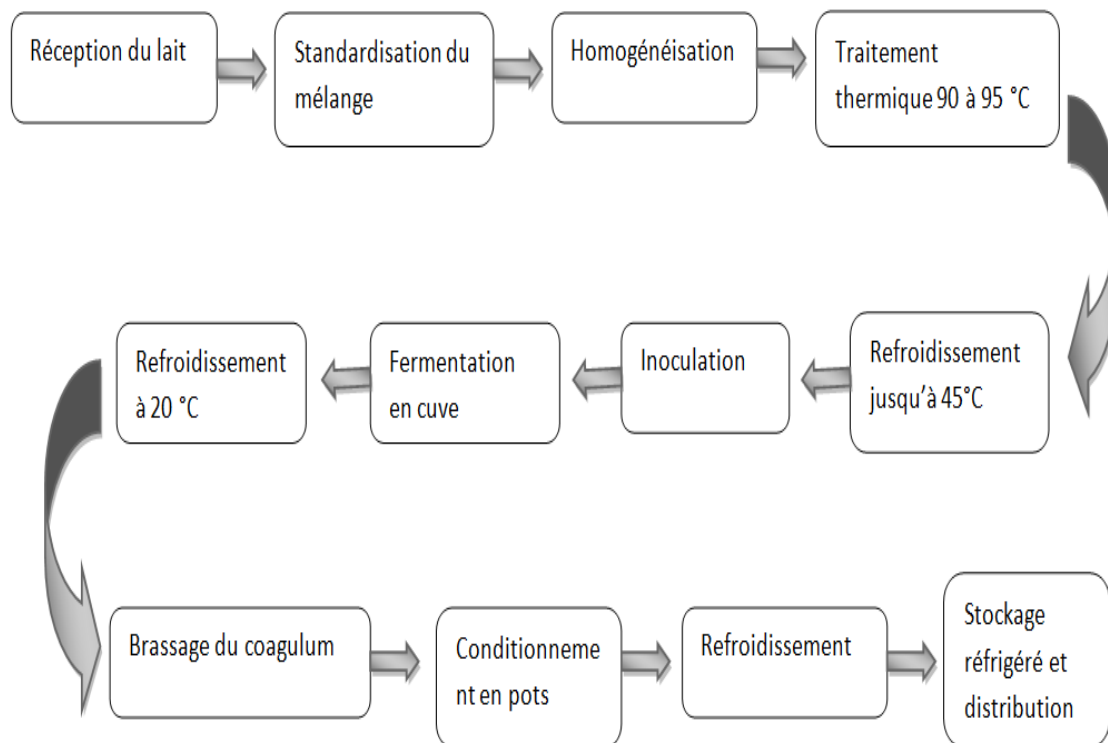 Réception du lait
Standardisation du
mélange
Homogénéisation
Traitement
thermique 90 à 95 °C
Refroidissement
jusqu'à 45°C
Inoculation
Fermentation
en cuve
Refroidissement
à 20 °C
Brassage du coagulum
Conditionneme
nt en pots
Refroidissement
Stockage
réfrigéré et
distribution